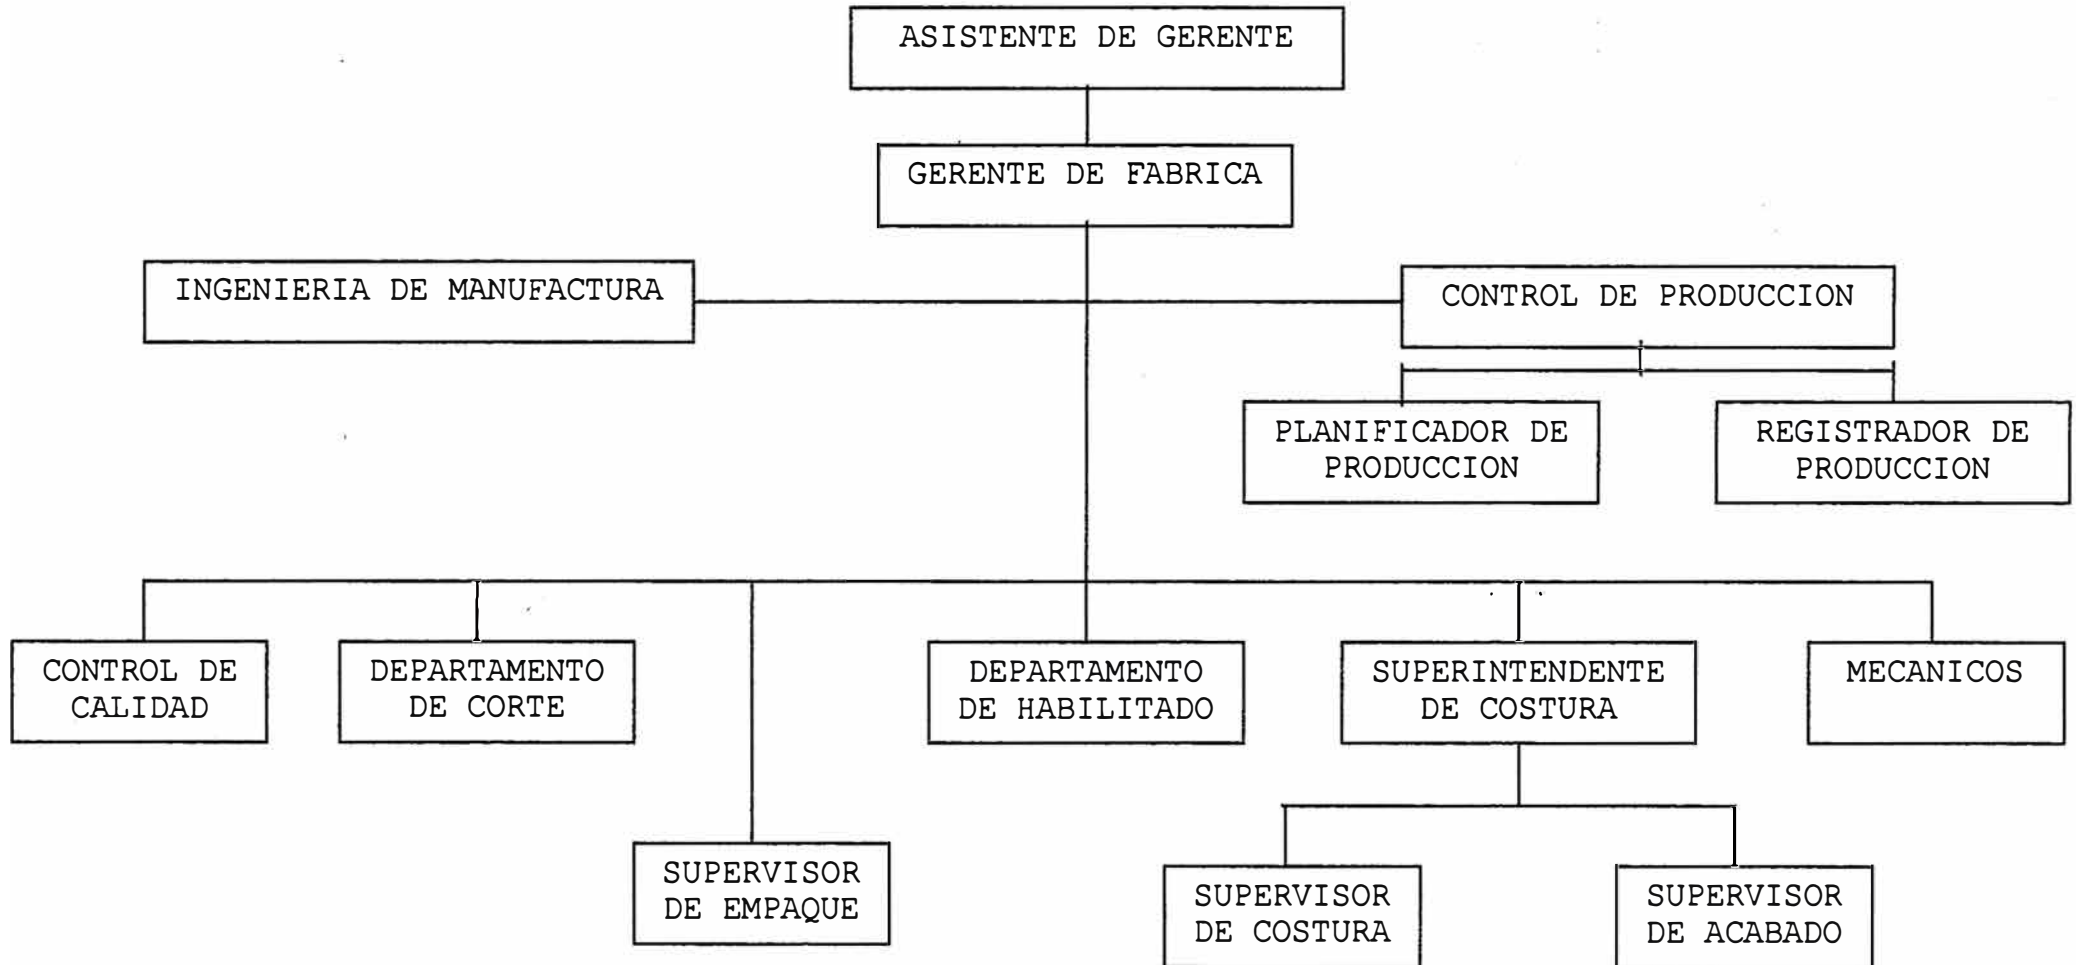 ASISTENTE DE GERENTE
GERENTE DE FABRICA
INGENIERIA DE MANUFACTURA
CONTROL DE PRODUCCION
PLANIFICADOR DE
PRODUCCION
REGISTRADOR DE
PRODUCCION
CONTROL DE
CALIDAD
DEPARTAMENTO
DE CORTE
DEPARTAMENTO
DE HABILITADO
SUPERINTENDENTE
DE COSTURA
MECANICOS
SUPERVISOR
DE EMPAQUE
SUPERVISOR
DE COSTURA
SUPERVISOR
DE ACABADO